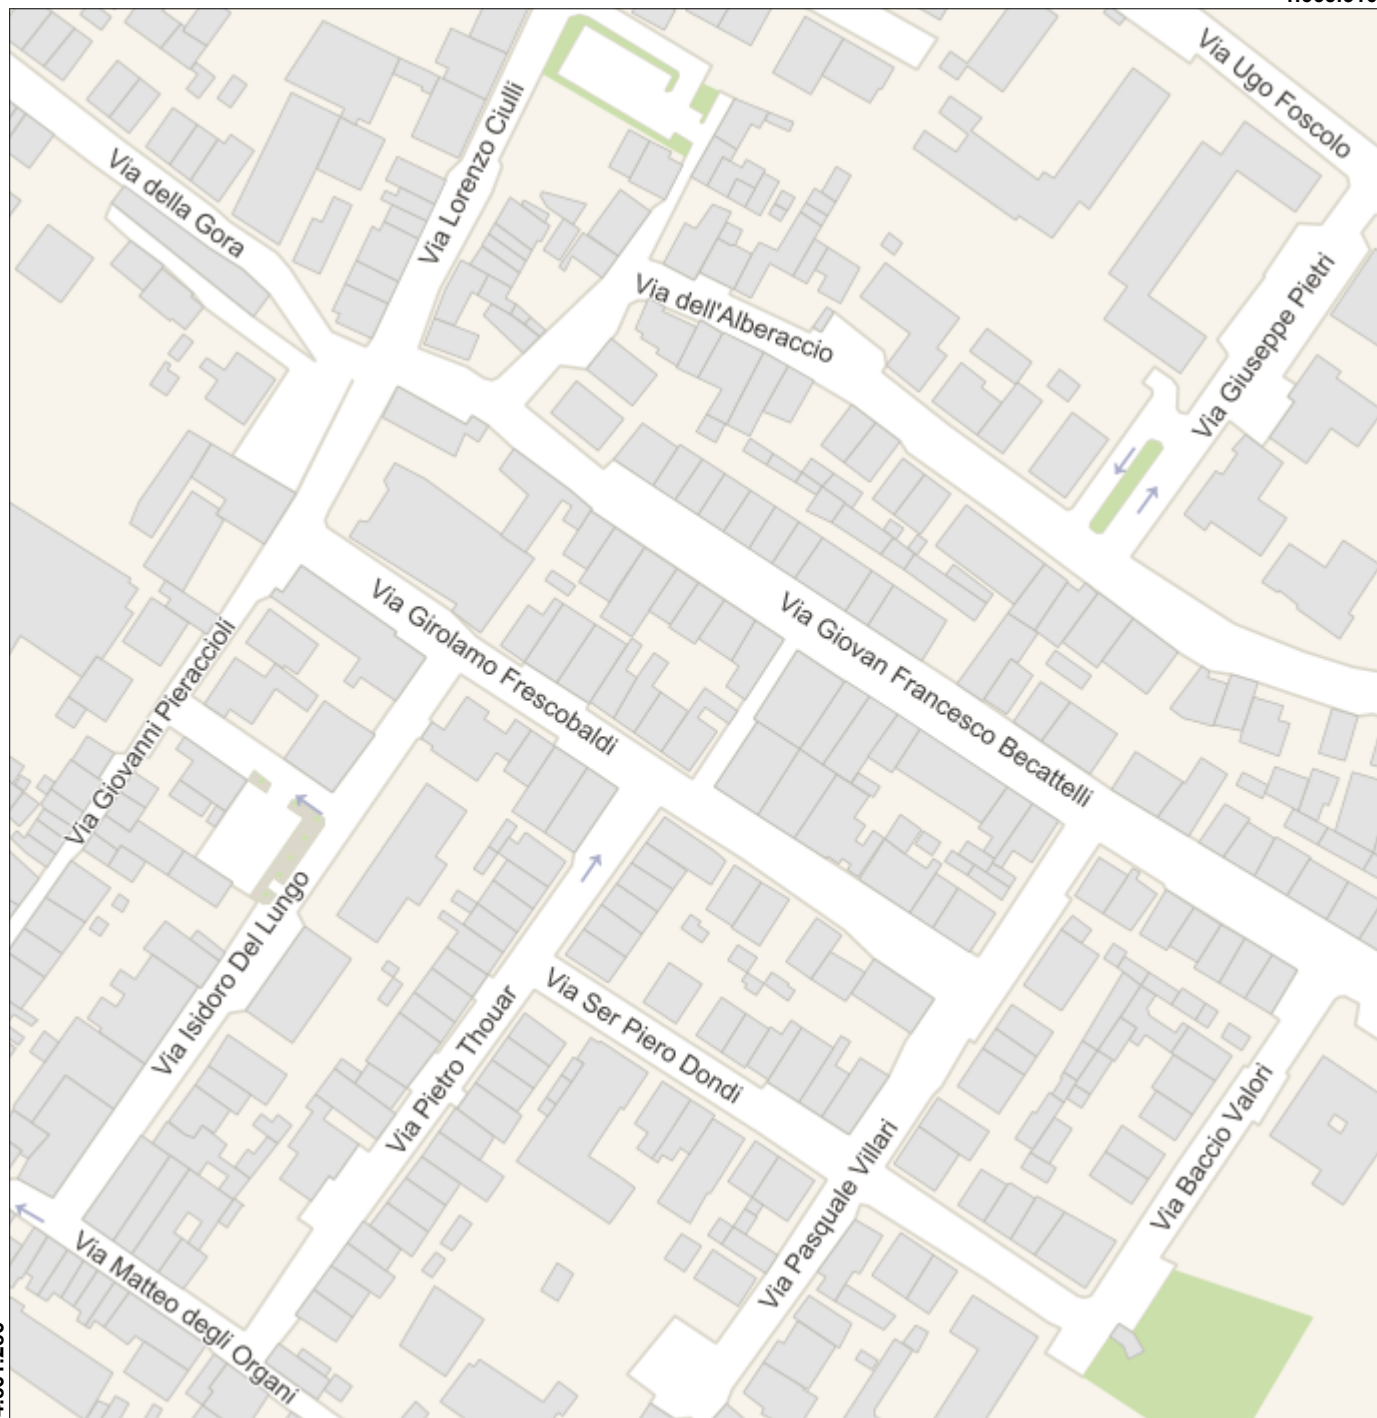 Via Ugo Foscolo
Via Lorenzo Ciulli
Via della Gora
Via dell'Alberaccio
Via Giuseppe Pietri
Via Girolamo Frescobaldi
Via Giovan Francesco Becattelli
Via Giovanni Pieraccioli
Via Isidoro Del Lungo
Via Pietro Thouar
Via Ser Piero Dondi
Via Pasquale Villari
Via Baccio Valori
Via Matteo degli Organi